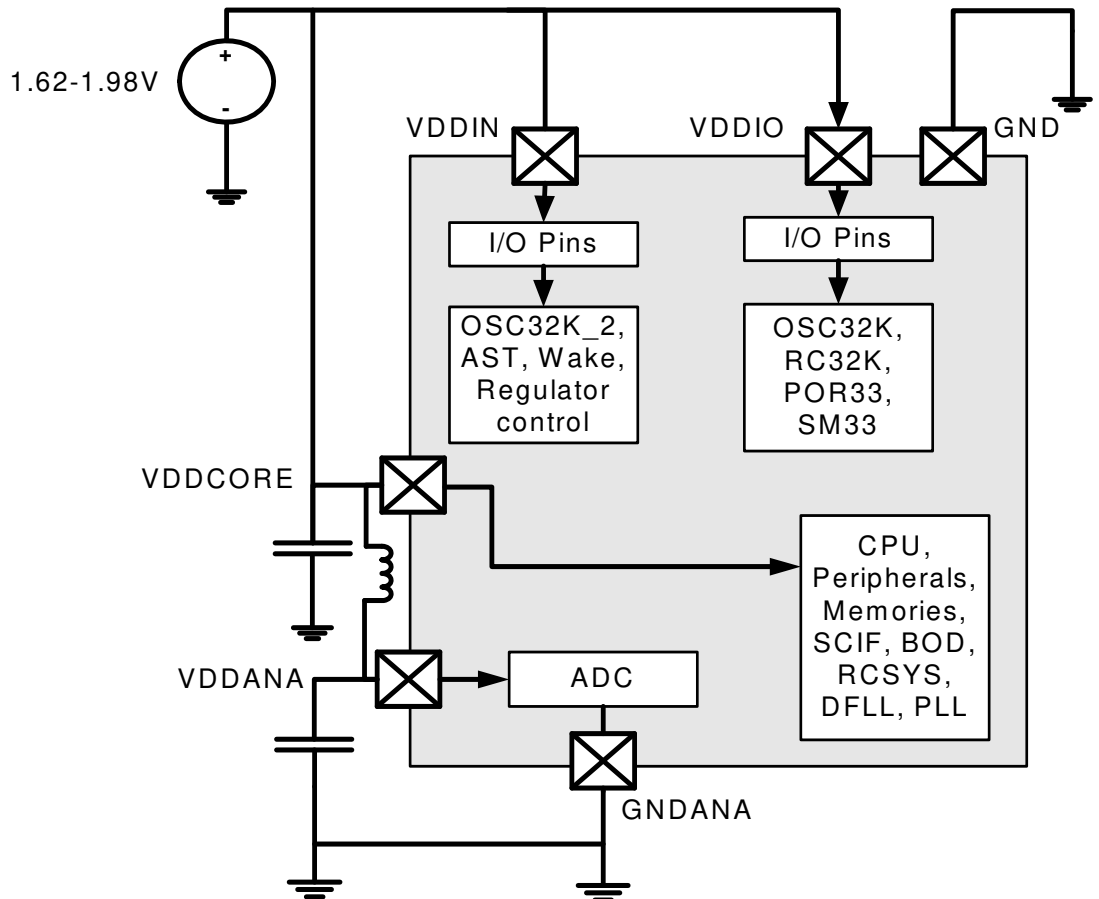 +
1.62-1.98V
-
VDDIN
VDDIO
GND
I/O Pins
I/O Pins
OSC32K_2,
AST, Wake,
Regulator
control
OSC32K,
RC32K,
POR33,
SM33
VDDCORE
CPU,
Peripherals,
Memories,
SCIF, BOD,
RCSYS,
DFLL, PLL
VDDANA
ADC
GNDANA